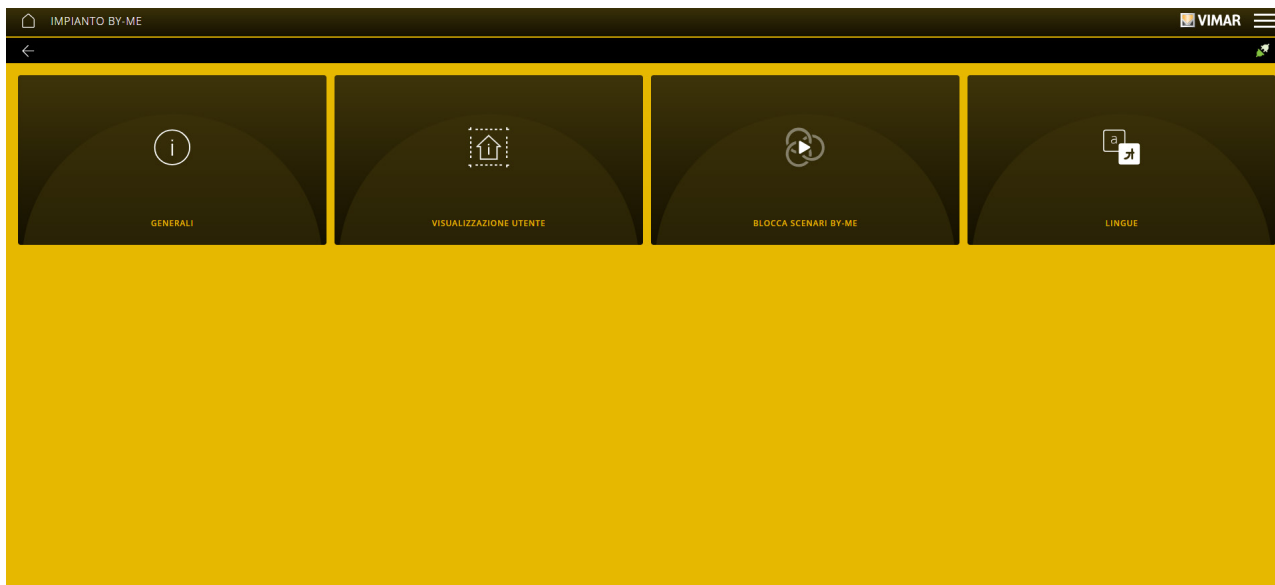 IMPIANTO BY-ME
VIMAR
GENERALI
VISUALIZZAZIONE UTENTE
BLOCCA SCENARI BY-ME
LINGUE